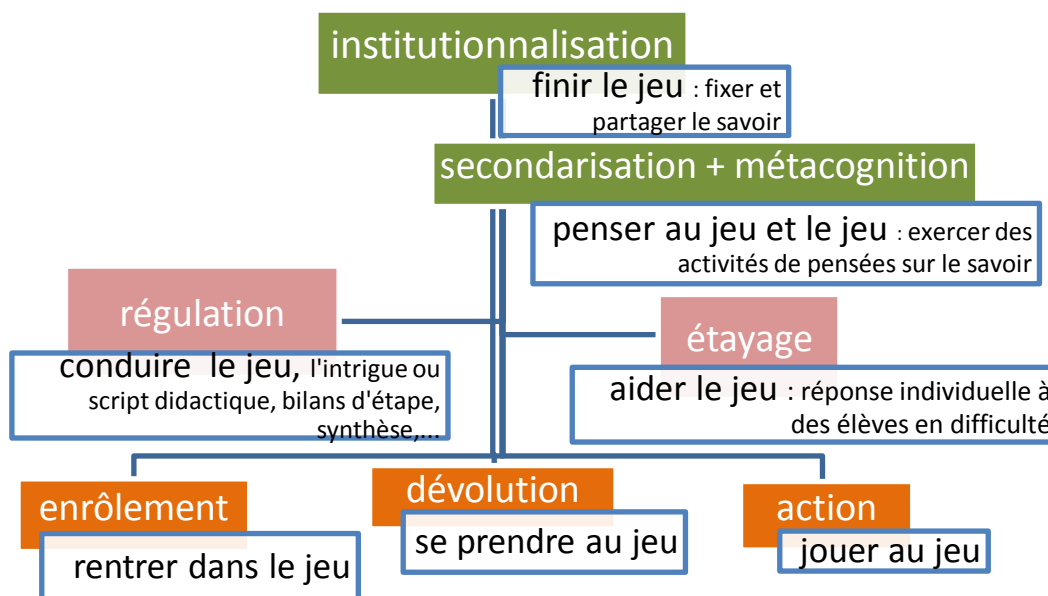 institutionnalisation
finir le jeu : fixer et
partager le savoir
secondarisation + métacognition
penser au jeu et le jeu : exercer des
activités de pensées sur le savoir
régulation
conduire le jeu, l'intrigue ou
script didactique, bilans d'étape,
synthèse,...
étayage
aider le jeu : réponse individuelle à
des élèves en difficulté
enrôlement
rentrer dans le jeu
dévolution
se prendre au jeu
action
jouer au jeu